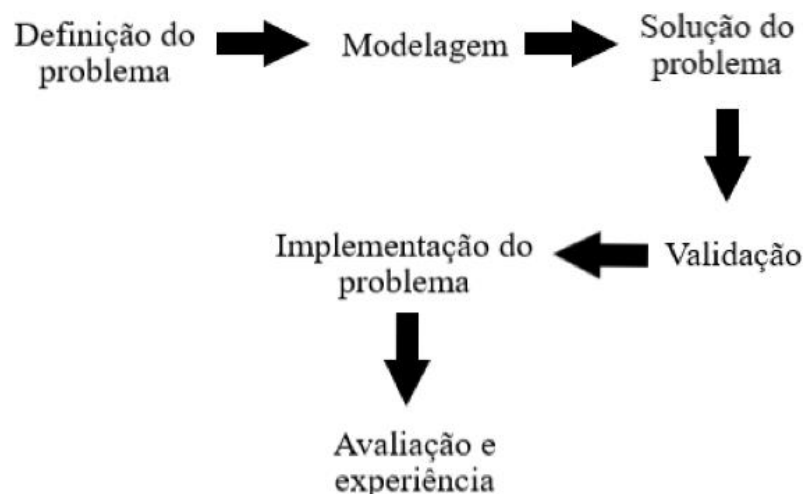 Definição do
problema
Modelagem
Solução do
problema
Validação
Implementação do
problema
Avaliação e
experiência